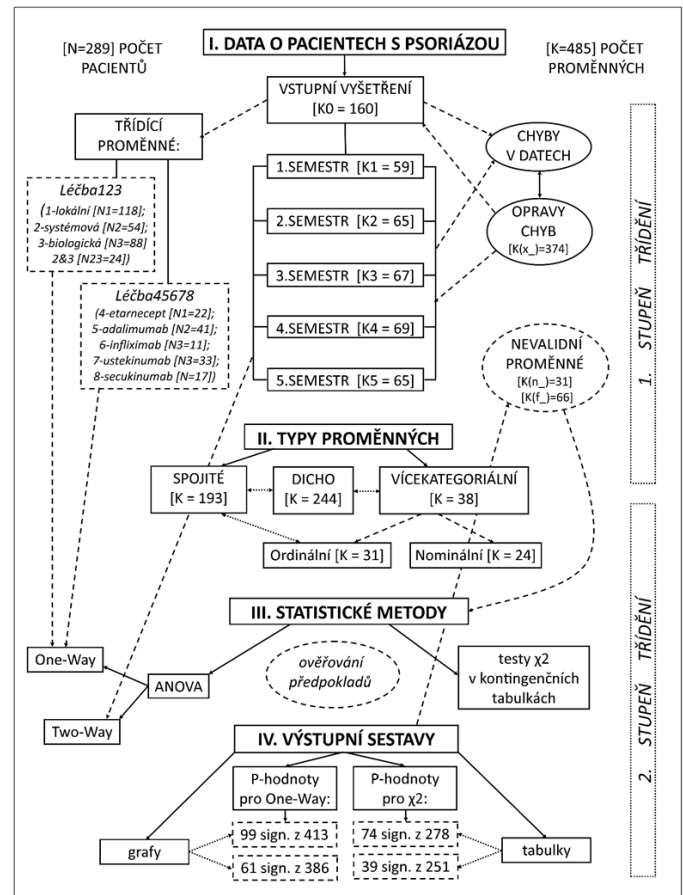 I. DATA O PACIENTECH S PSORIÁZOU
[N=289] POČET
PACIENTŮ
[K=485] POČET
PROMĚNNÝCH
VSTUPNÍ VYŠETŘENÍ
[K0 = 160]
TŘÍDÍCÍ
PROMĚNNÉ:
CHYBY
V DATECH
Léčba123
(1-lokální [N1=118];
2-systémová [N2=54];
3-biologická [N3=88]
2&3 [N23=24])
1.SEMESTR [K1 = 59]
2.SEMESTR [K2 = 65]
3.SEMESTR [K3 = 67]
4.SEMESTR [K4 = 69]
5.SEMESTR [K5 = 65]
OPRAVY
CHYB
[K(x_)=374]
Léčba45678
(4-etarnecept [N1=22];
5-adalimumab [N2=41];
6-infliximab [N3=11];
7-ustekinumab [N3=33];
8-secukinumab [N=17])
NEVALIDNÍ
PROMĚNNÉ
[K(n_)=31]
[K(f_)=66]
1. STUPEŇ TŘÍDĚNÍ
II. TYPY PROMĚNNÝCH
SPOJITÉ
[K = 193]
DICHO
[K = 244]
VÍCEKATEGORIÁLNÍ
[K = 38]
Ordinální [K = 31]
Nominální [K = 24]
III. STATISTICKÉ METODY
One-Way
ANOVA
Two-Way
ověřování
předpokladů
testy χ2
v kontingenčních
tabulkách
2. STUPEŇ TŘÍDĚNÍ
IV. VÝSTUPNÍ SESTAVY
P-hodnoty
pro One-Way:
P-hodnoty
pro χ2:
grafy
99 sign. z 413
61 sign. z 386
74 sign. z 278
39 sign. z 251
tabulky